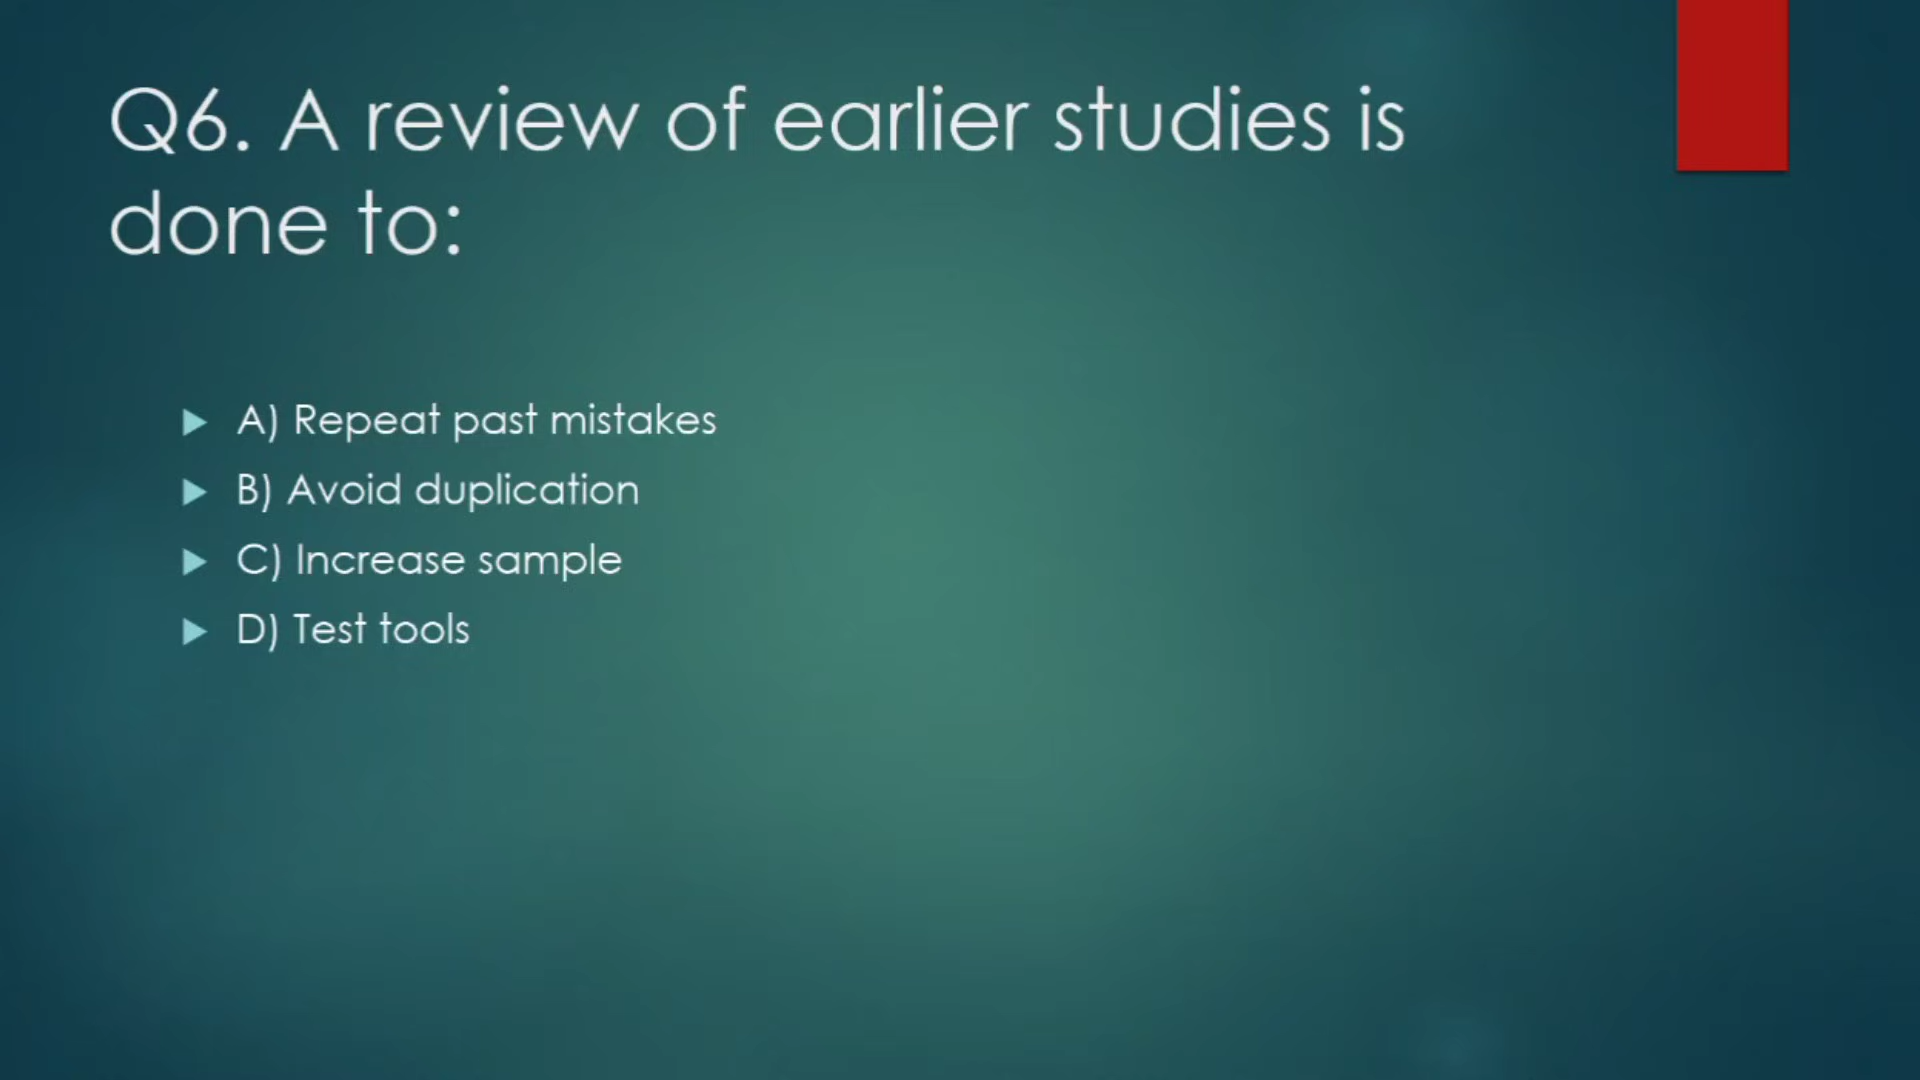 Q6. A review of earlier studies is
done to:
A) Repeat past mistakes
B) Avoid duplication
C) Increase sample
D) Test tools